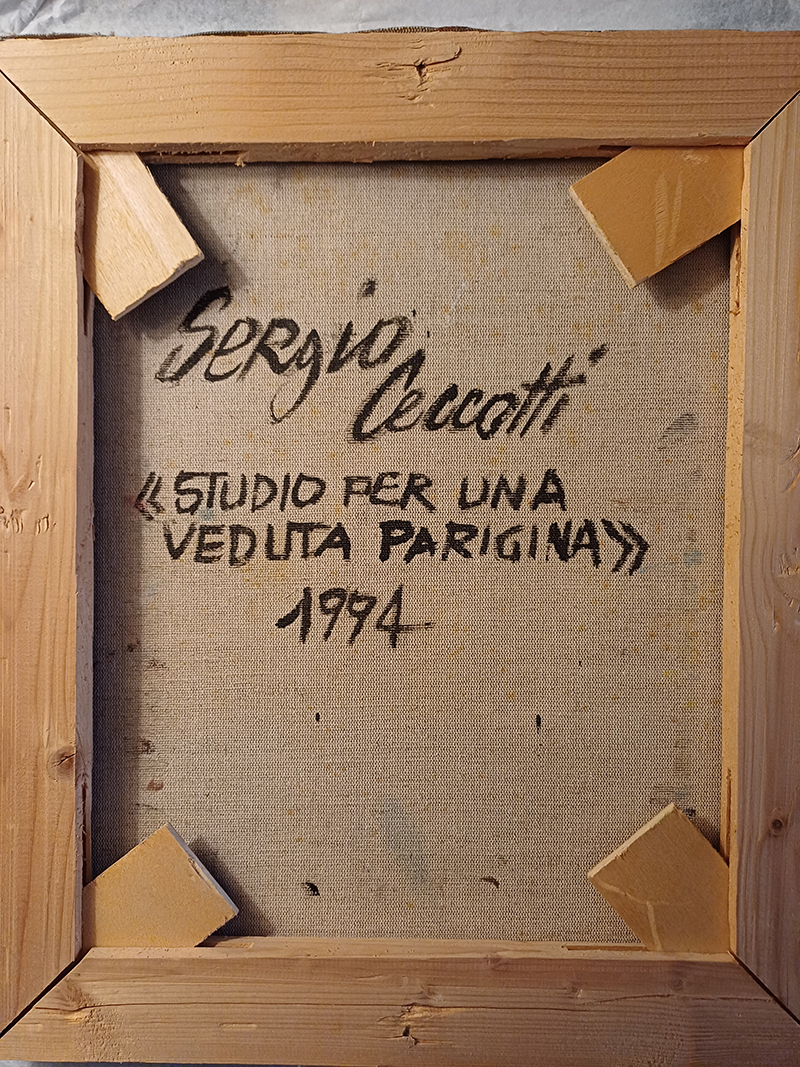 Sergio
Ceccotti
«STUDIO PER UNA
VEDUTA PARIGINA»
1994